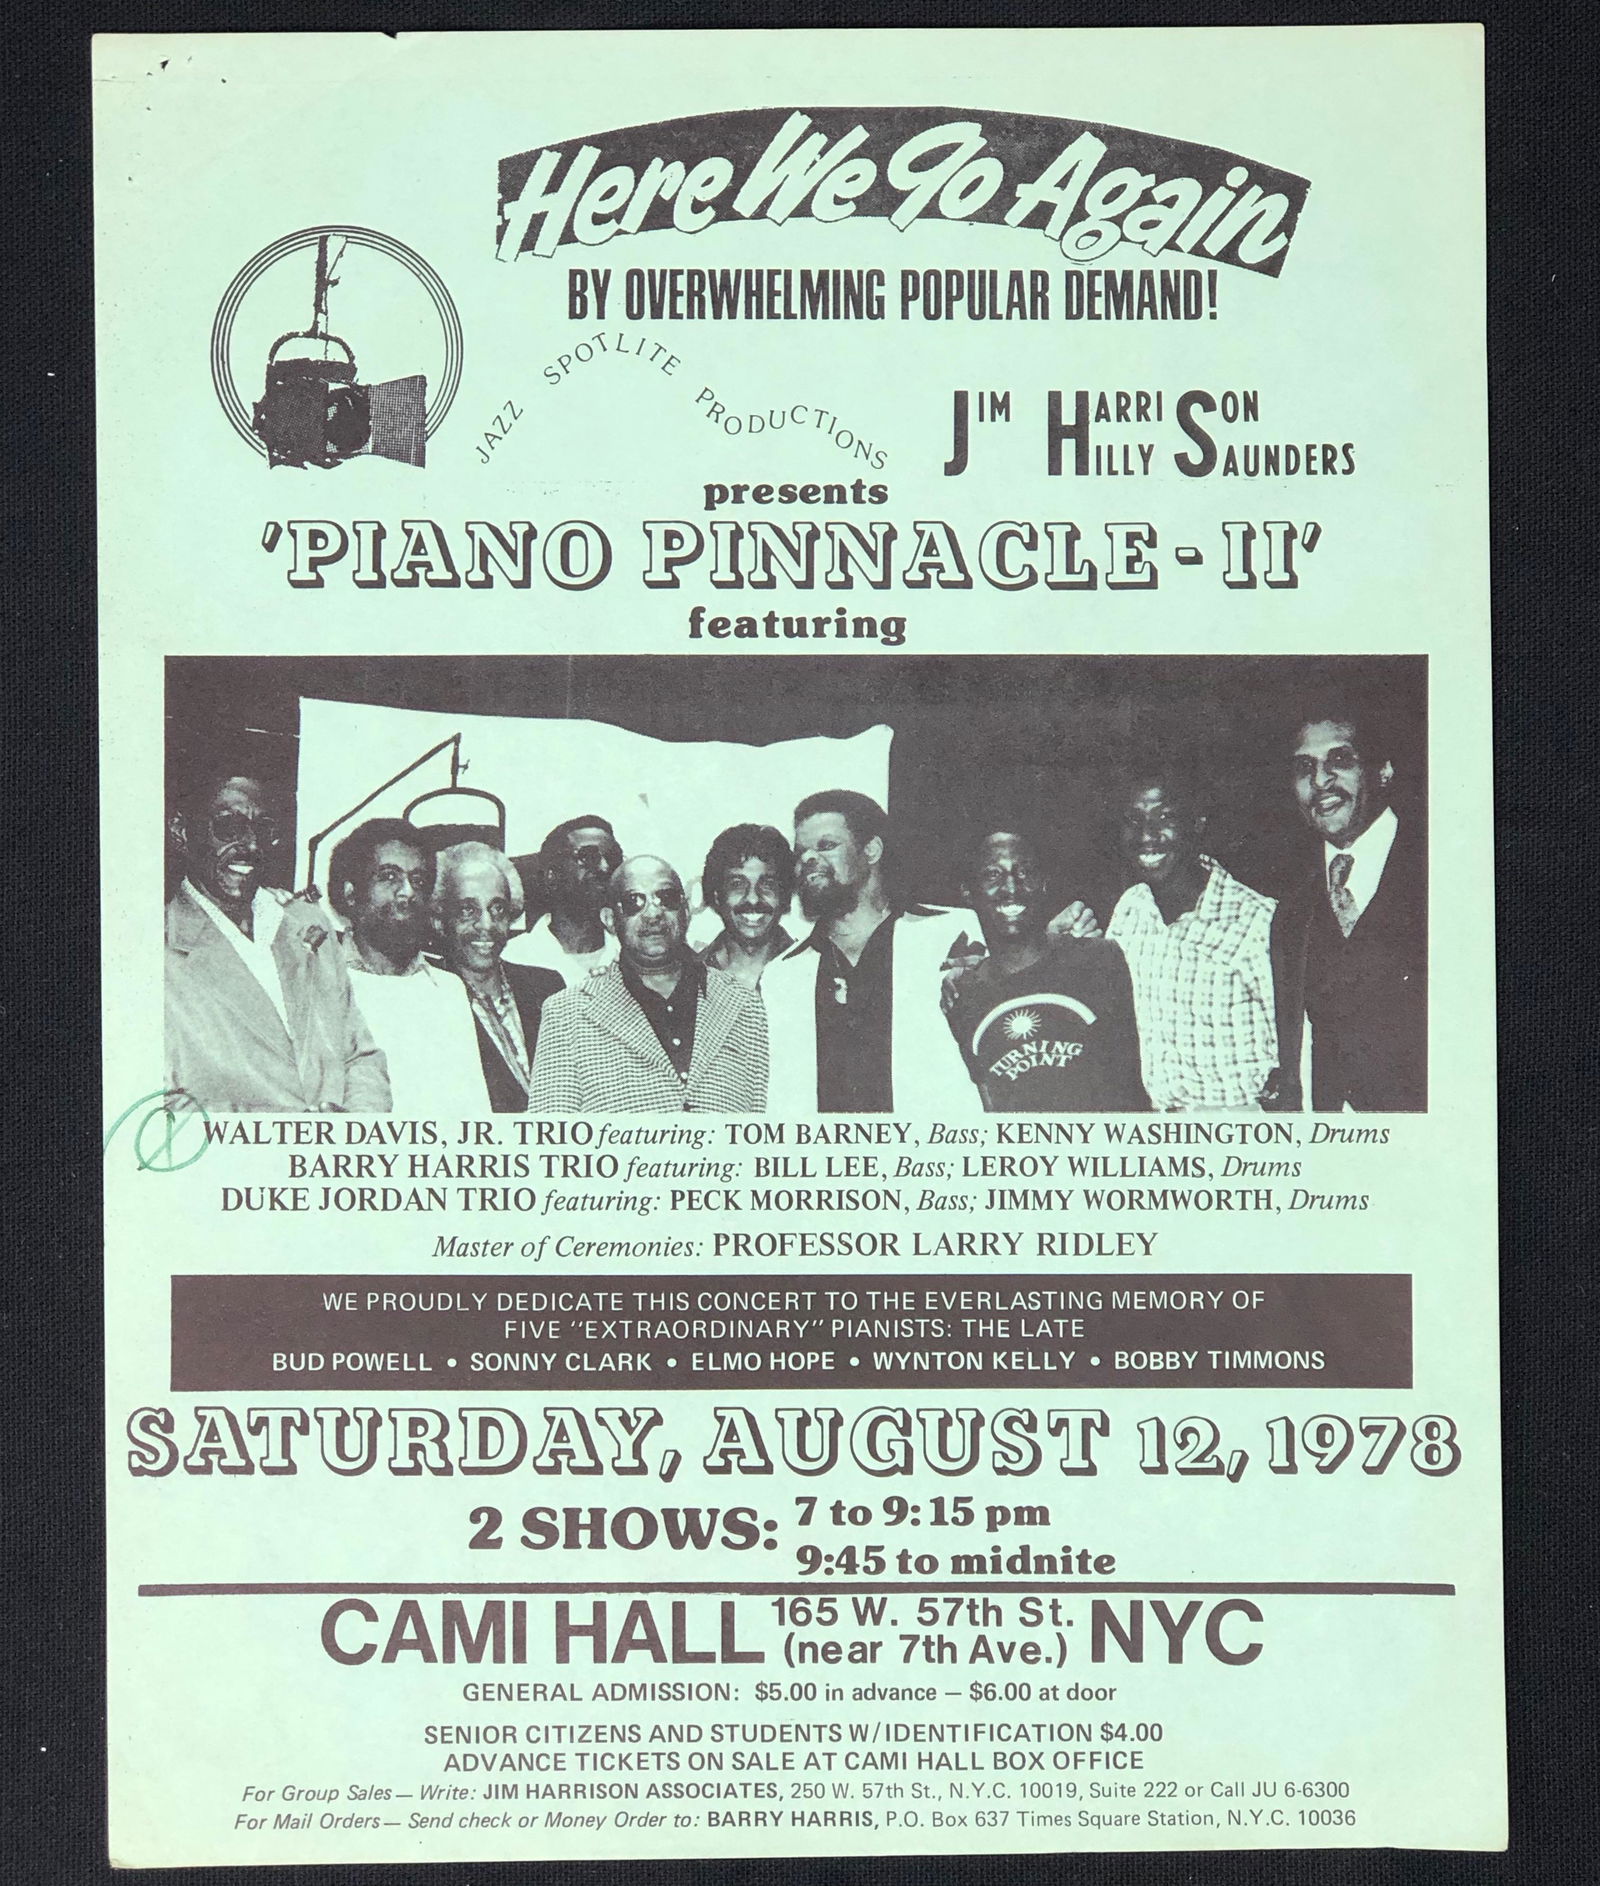 Here We Go Again
BY OVERWHELMING POPULAR DEMAND!
JAZZ SPOTLITE PRODUCTIONS
JIM HARRISON
HILLY SAUNDERS
presents
'PIANO PINNACLE - II'
featuring
TURNING
POINT
1
WALTER DAVIS, JR. TRIO featuring: TOM BARNEY, Bass; KENNY WASHINGTON, Drums
BARRY HARRIS TRIO featuring: BILL LEE, Bass; LEROY WILLIAMS, Drums
DUKE JORDAN TRIO featuring: PECK MORRISON, Bass; JIMMY WORMWORTH, Drums
Master of Ceremonies: PROFESSOR LARRY RIDLEY
WE PROUDLY DEDICATE THIS CONCERT TO THE EVERLASTING MEMORY OF
FIVE "EXTRAORDINARY" PIANISTS: THE LATE
BUD POWELL • SONNY CLARK • ELMO HOPE • WYNTON KELLY • BOBBY TIMMONS
SATURDAY, AUGUST 12, 1978
2 SHOWS: 7 to 9:15 pm
9:45 to midnite
CAMI HALL 165 W. 57th St. (near 7th Ave.) NYC
GENERAL ADMISSION: $5.00 in advance — $6.00 at door
SENIOR CITIZENS AND STUDENTS W/IDENTIFICATION $4.00
ADVANCE TICKETS ON SALE AT CAMI HALL BOX OFFICE
For Group Sales — Write: JIM HARRISON ASSOCIATES, 250 W. 57th St., N.Y.C. 10019, Suite 222 or Call JU 6-6300
For Mail Orders — Send check or Money Order to: BARRY HARRIS, P.O. Box 637 Times Square Station, N.Y.C. 10036